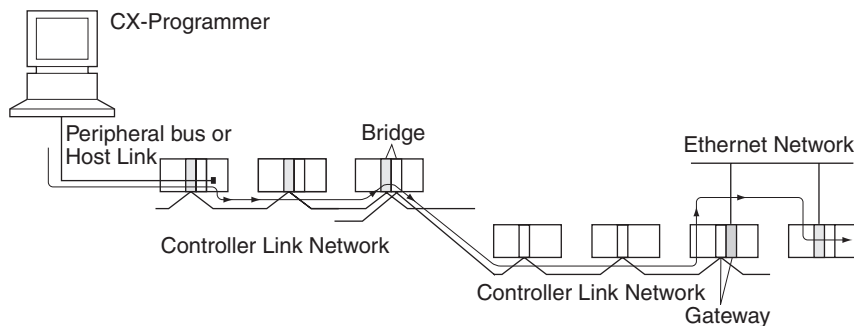 CX-Programmer
Peripheral bus or
Host Link
Bridge
Ethernet Network
Controller Link Network
Controller Link Network
Gateway